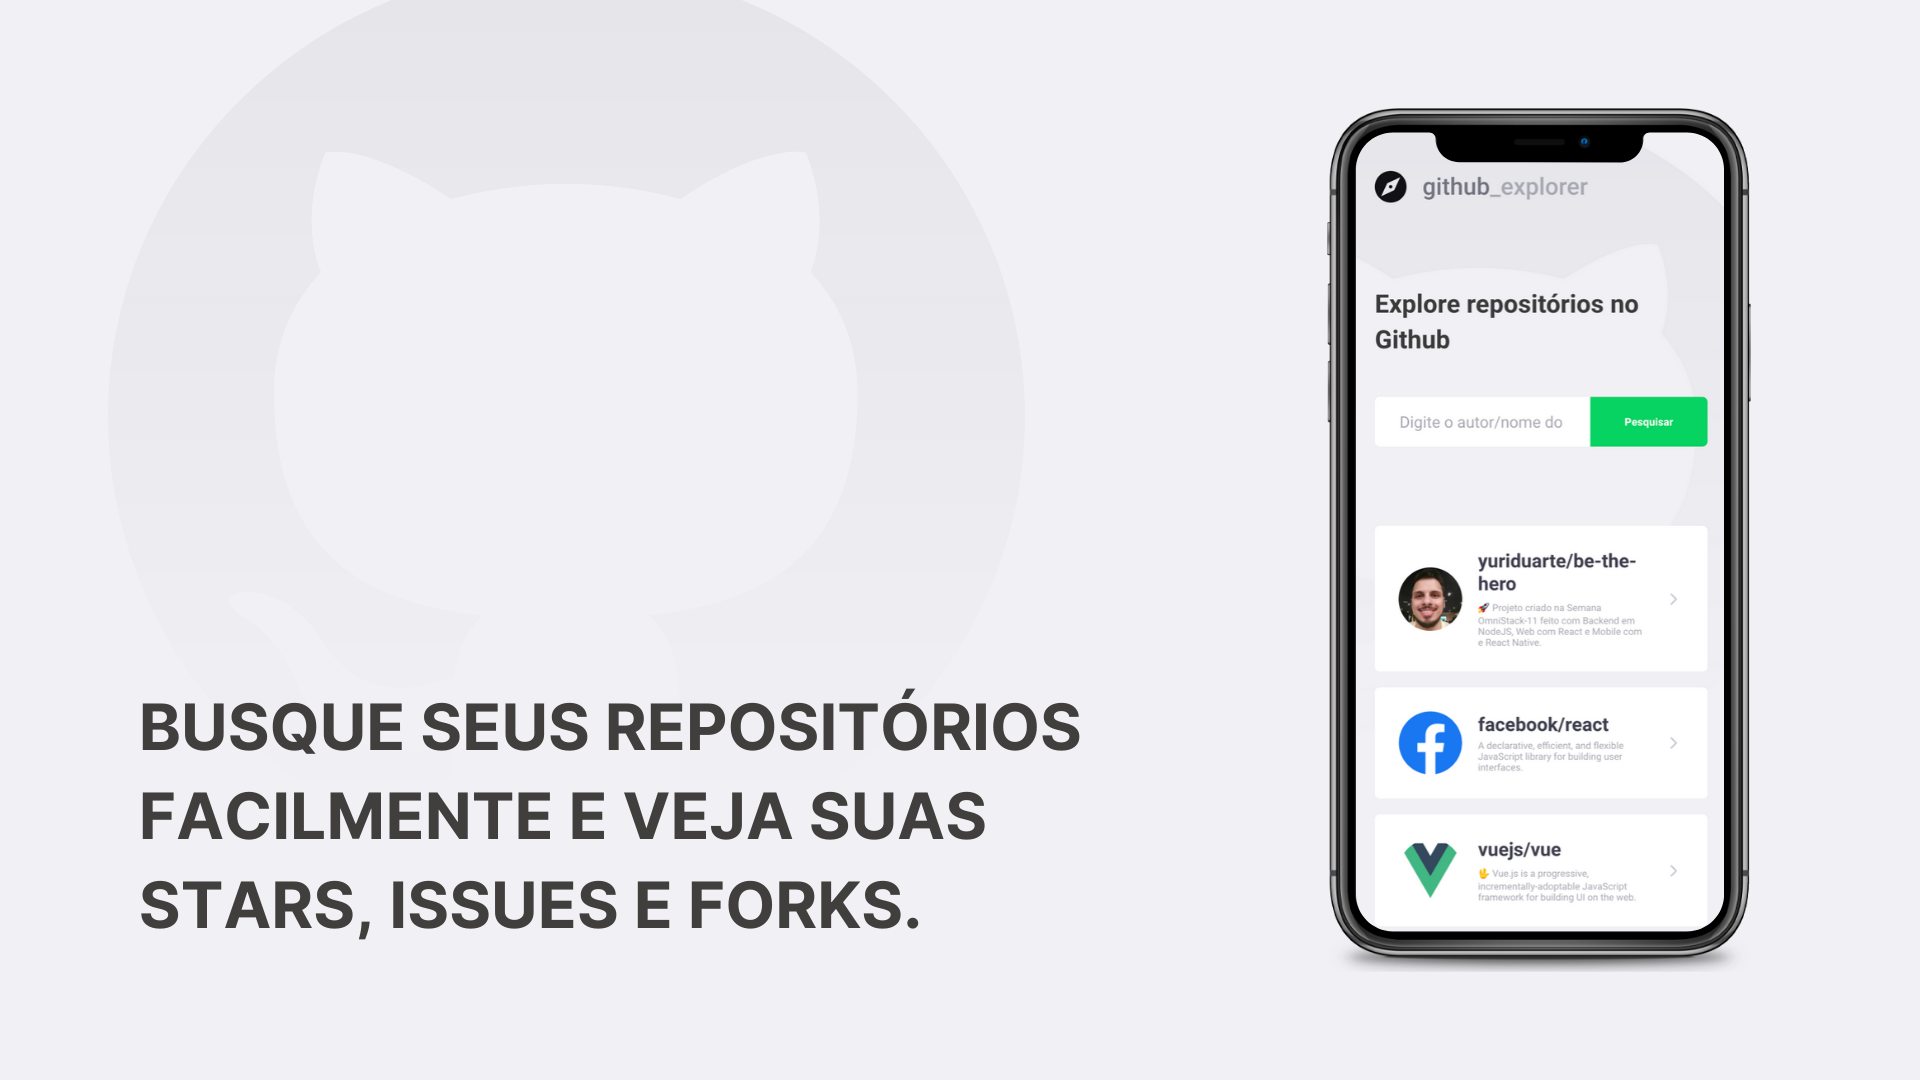 BUSQUE SEUS REPOSITÓRIOS
FACILMENTE E VEJA SUAS
STARS, ISSUES E FORKS.
github_explorer
Explore repositórios no
Github
Digite o autor/nome do
Pesquisar
yuriduarte/be-the-
hero
🚀 Projeto criado na Semana
OmniStack-11 feito com Backend em
NodeJS, Web com React e Mobile com
e React Native.
facebook/react
A declarative, efficient, and flexible
JavaScript library for building user
interfaces.
vuejs/vue
🖖 Vue.js is a progressive,
incrementally-adoptable JavaScript
framework for building UI on the web.